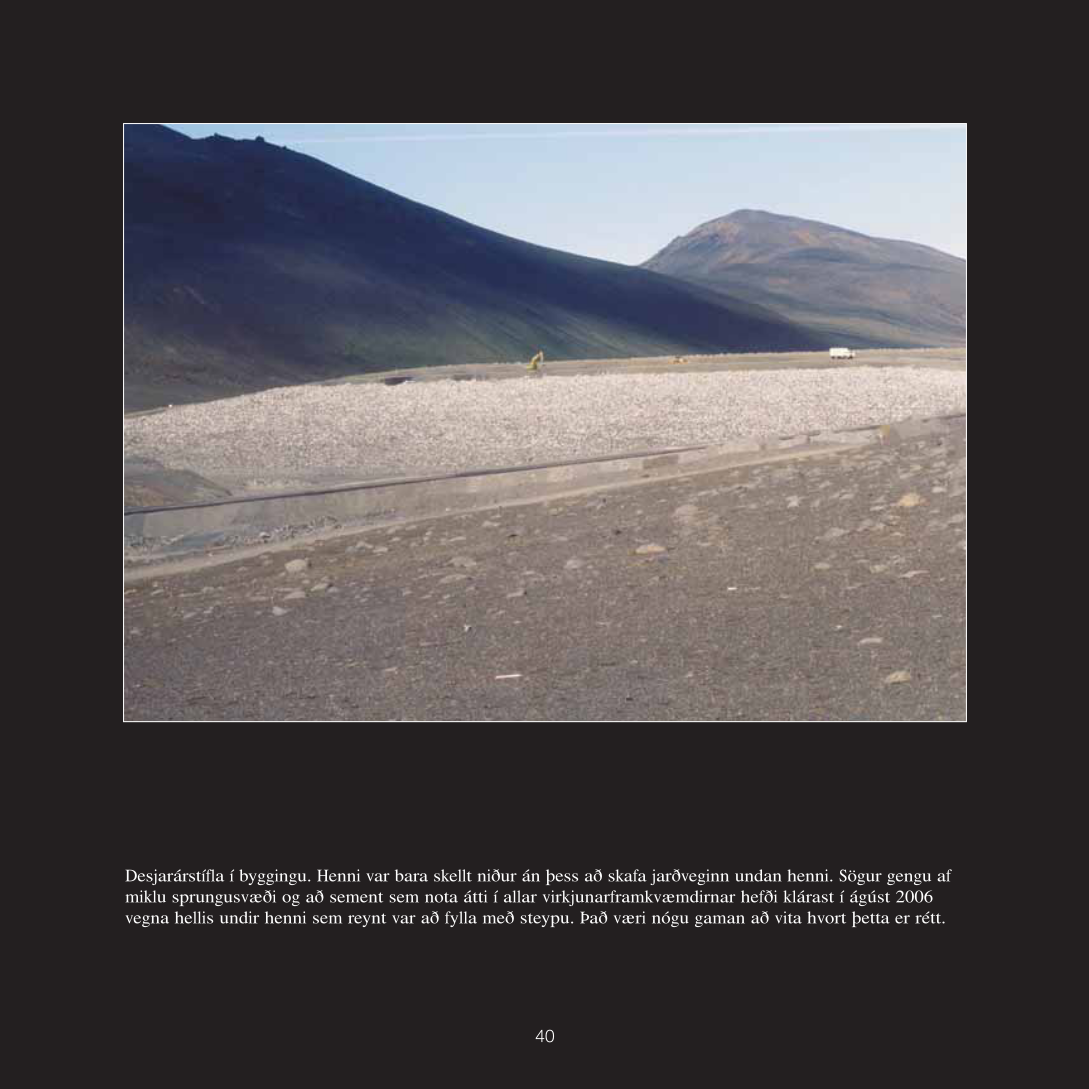 Desjarárstífla í byggingu. Henni var bara skellt niður án þess að skafa jarðveginn undan henni. Sögur gengu af
miklu sprungusvæði og að sement sem nota átti í allar virkjunarframkvæmdirnar hefði klárast í ágúst 2006
vegna hellis undir henni sem reynt var að fylla með steypu. Það væri nógu gaman að vita hvort þetta er rétt.
40